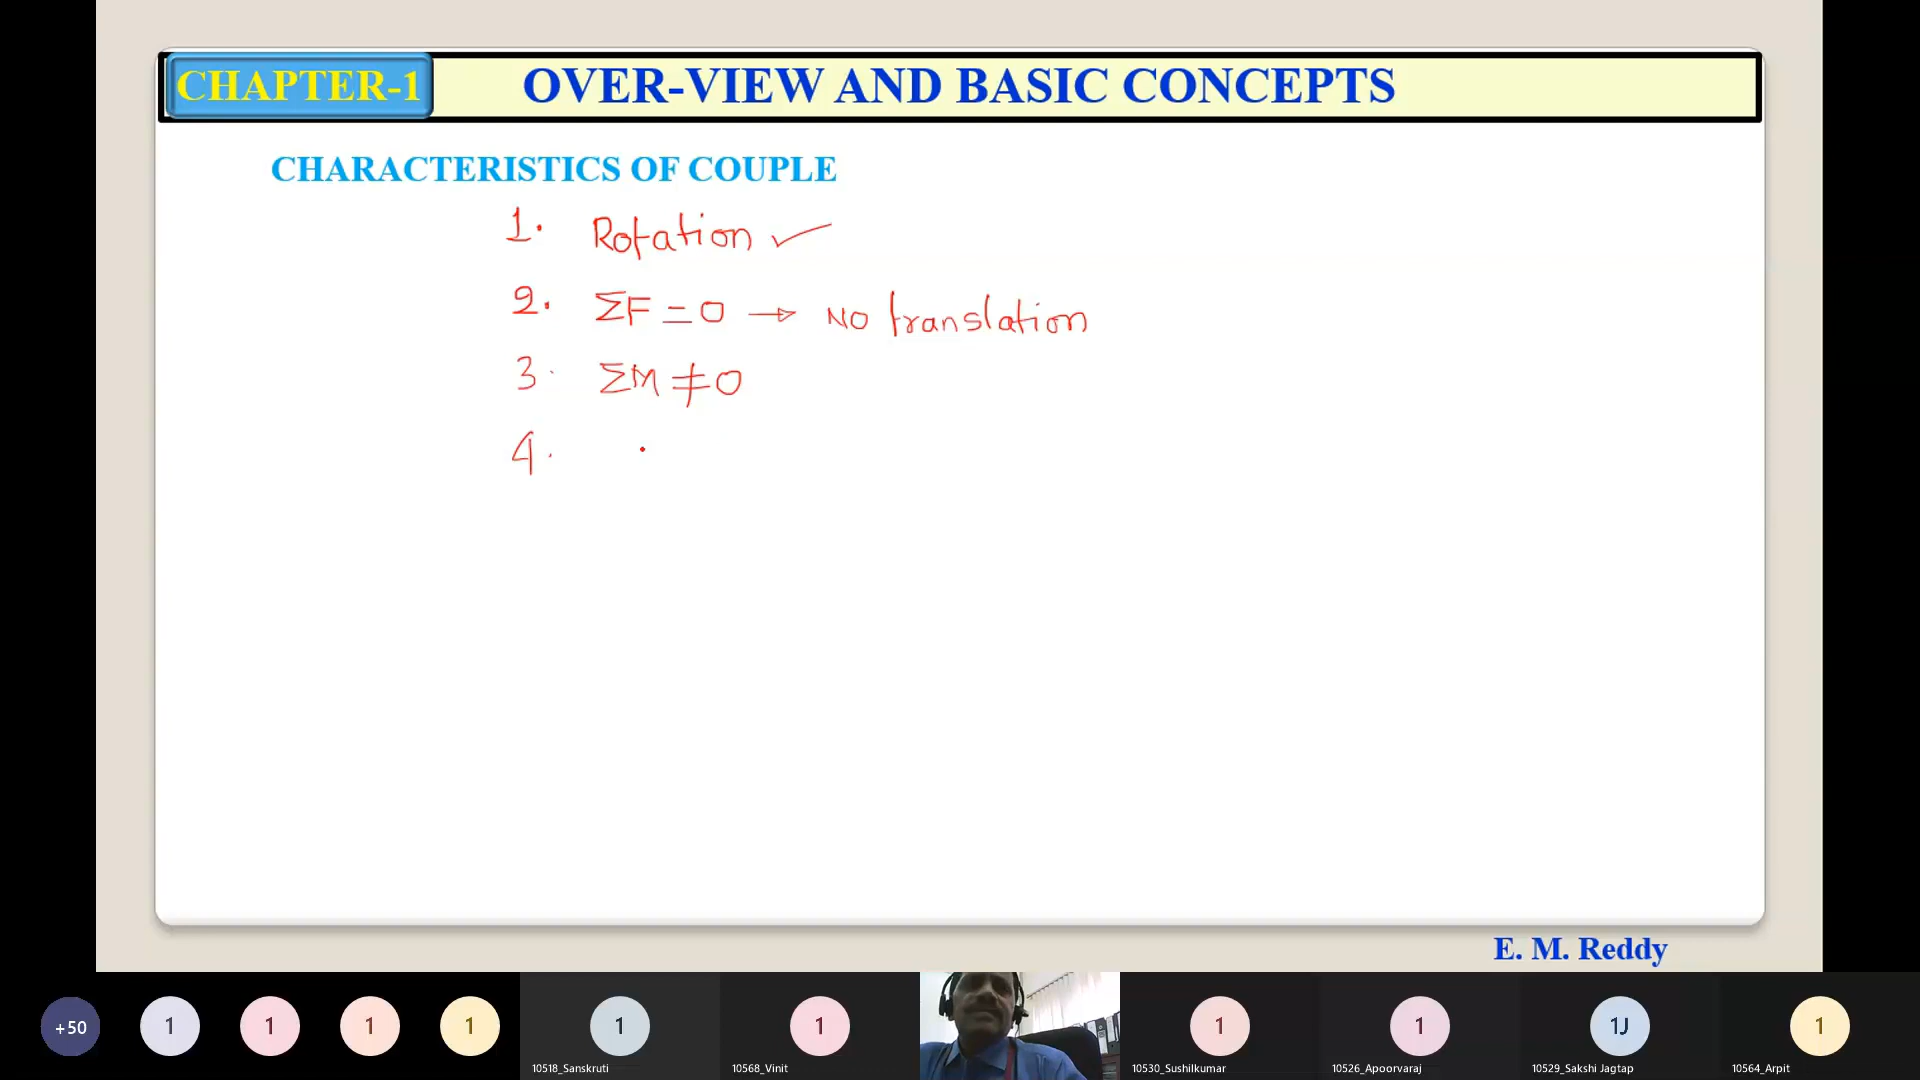 CHAPTER-1 OVER-VIEW AND BASIC CONCEPTS
CHARACTERISTICS OF COUPLE
1. Rotation ✓
2. ΣF = 0 → No translation
3. ΣM ≠ 0
4.
E. M. Reddy
+50 1 1 1 1 1 1 1 1 1J 1
10518_Sanskruti 10568_Vinit 10530_Sushilkumar 10526_Apoorvaraj 10529_Sakshi Jagtap 10564_Arpit